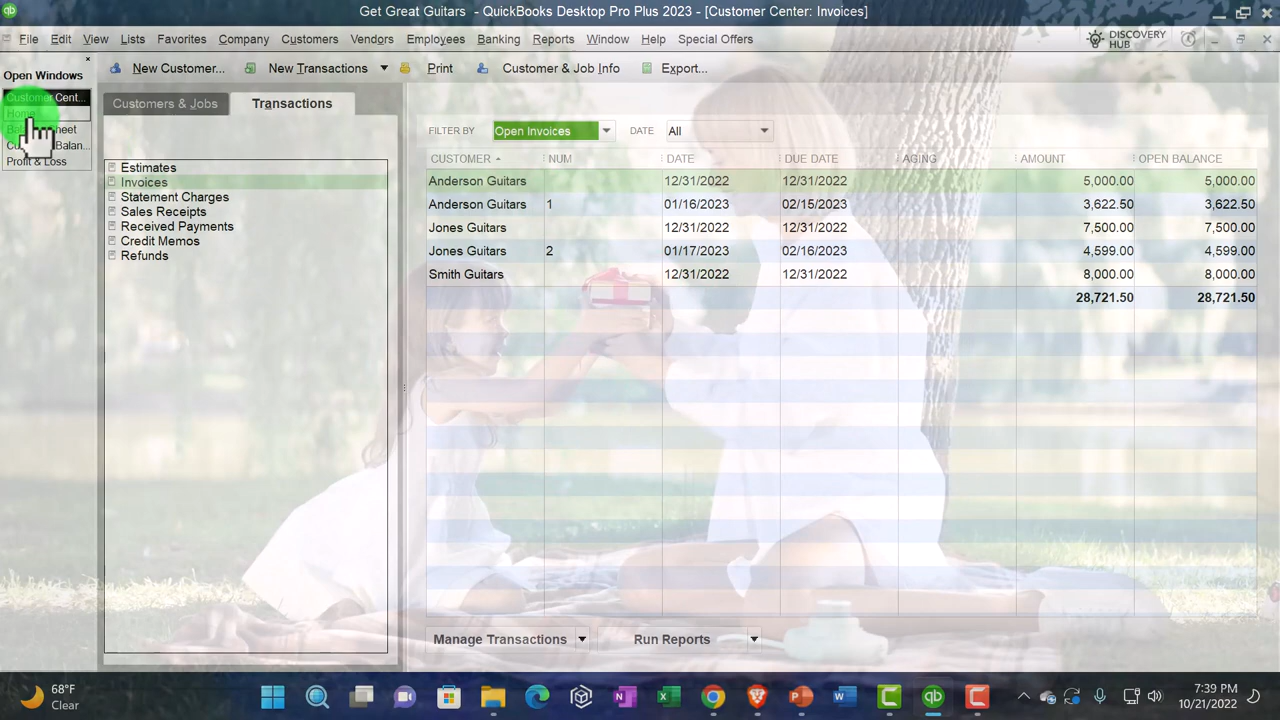 Get Great Guitars - QuickBooks Desktop Pro Plus 2023 - [Customer Center: Invoices]
File Edit View Lists Favorites Company Customers Vendors Employees Banking Reports Window Help Special Offers DISCOVERY HUB
Open Windows
New Customer... New Transactions Print Customer & Job Info Export...
Customer Cent...
Home
Sheet
Balan...
Profit & Loss
Customers & Jobs Transactions
Estimates
Invoices
Statement Charges
Sales Receipts
Received Payments
Credit Memos
Refunds
FILTER BY Open Invoices DATE All
CUSTOMER NUM DATE DUE DATE AGING AMOUNT OPEN BALANCE
Anderson Guitars 12/31/2022 12/31/2022 5,000.00 5,000.00
Anderson Guitars 1 01/16/2023 02/15/2023 3,622.50 3,622.50
Jones Guitars 12/31/2022 12/31/2022 7,500.00 7,500.00
Jones Guitars 2 01/17/2023 02/16/2023 4,599.00 4,599.00
Smith Guitars 12/31/2022 12/31/2022 8,000.00 8,000.00
28,721.50 28,721.50
Manage Transactions Run Reports
68°F
Clear
7:39 PM
10/21/2022